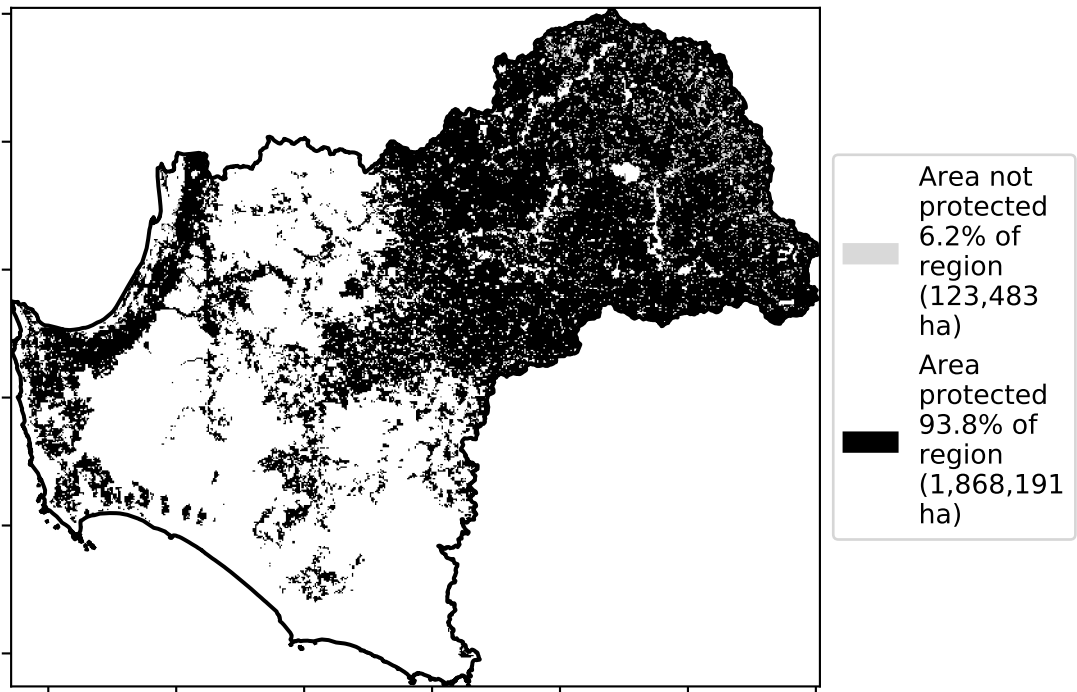 Area not
protected
6.2% of
region
(123,483
ha)
Area
protected
93.8% of
region
(1,868,191
ha)